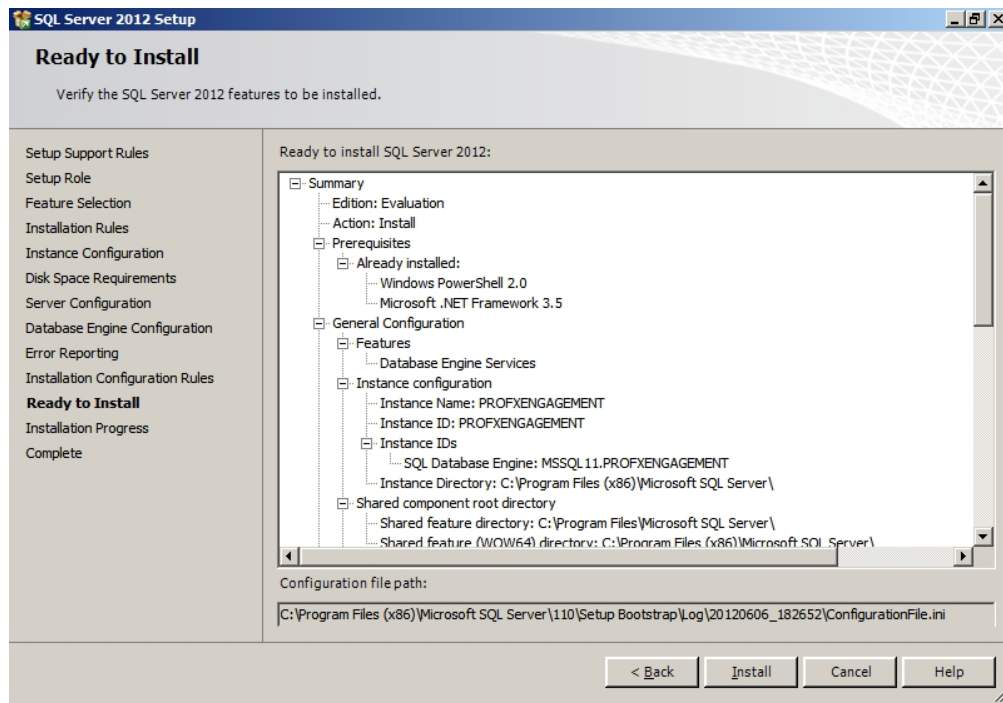 SQL Server 2012 Setup
Ready to Install
Verify the SQL Server 2012 features to be installed.
Setup Support Rules
Setup Role
Feature Selection
Installation Rules
Instance Configuration
Disk Space Requirements
Server Configuration
Database Engine Configuration
Error Reporting
Installation Configuration Rules
Ready to Install
Installation Progress
Complete
Ready to install SQL Server 2012:
Summary
Edition: Evaluation
Action: Install
Prerequisites
Already installed:
Windows PowerShell 2.0
Microsoft .NET Framework 3.5
General Configuration
Features
Database Engine Services
Instance configuration
Instance Name: PROFXENGAGEMENT
Instance ID: PROFXENGAGEMENT
Instance IDs
SQL Database Engine: MSSQL11.PROFXENGAGEMENT
Instance Directory: C:\Program Files (x86)\Microsoft SQL Server\
Shared component root directory
Shared feature directory: C:\Program Files\Microsoft SQL Server\
Shared feature (WOW64) directory: C:\Program Files (x86)\Microsoft SQL Server\
Configuration file path:
C:\Program Files (x86)\Microsoft SQL Server\110\Setup Bootstrap\Log\20120606_182652\ConfigurationFile.ini
< Back
Install
Cancel
Help